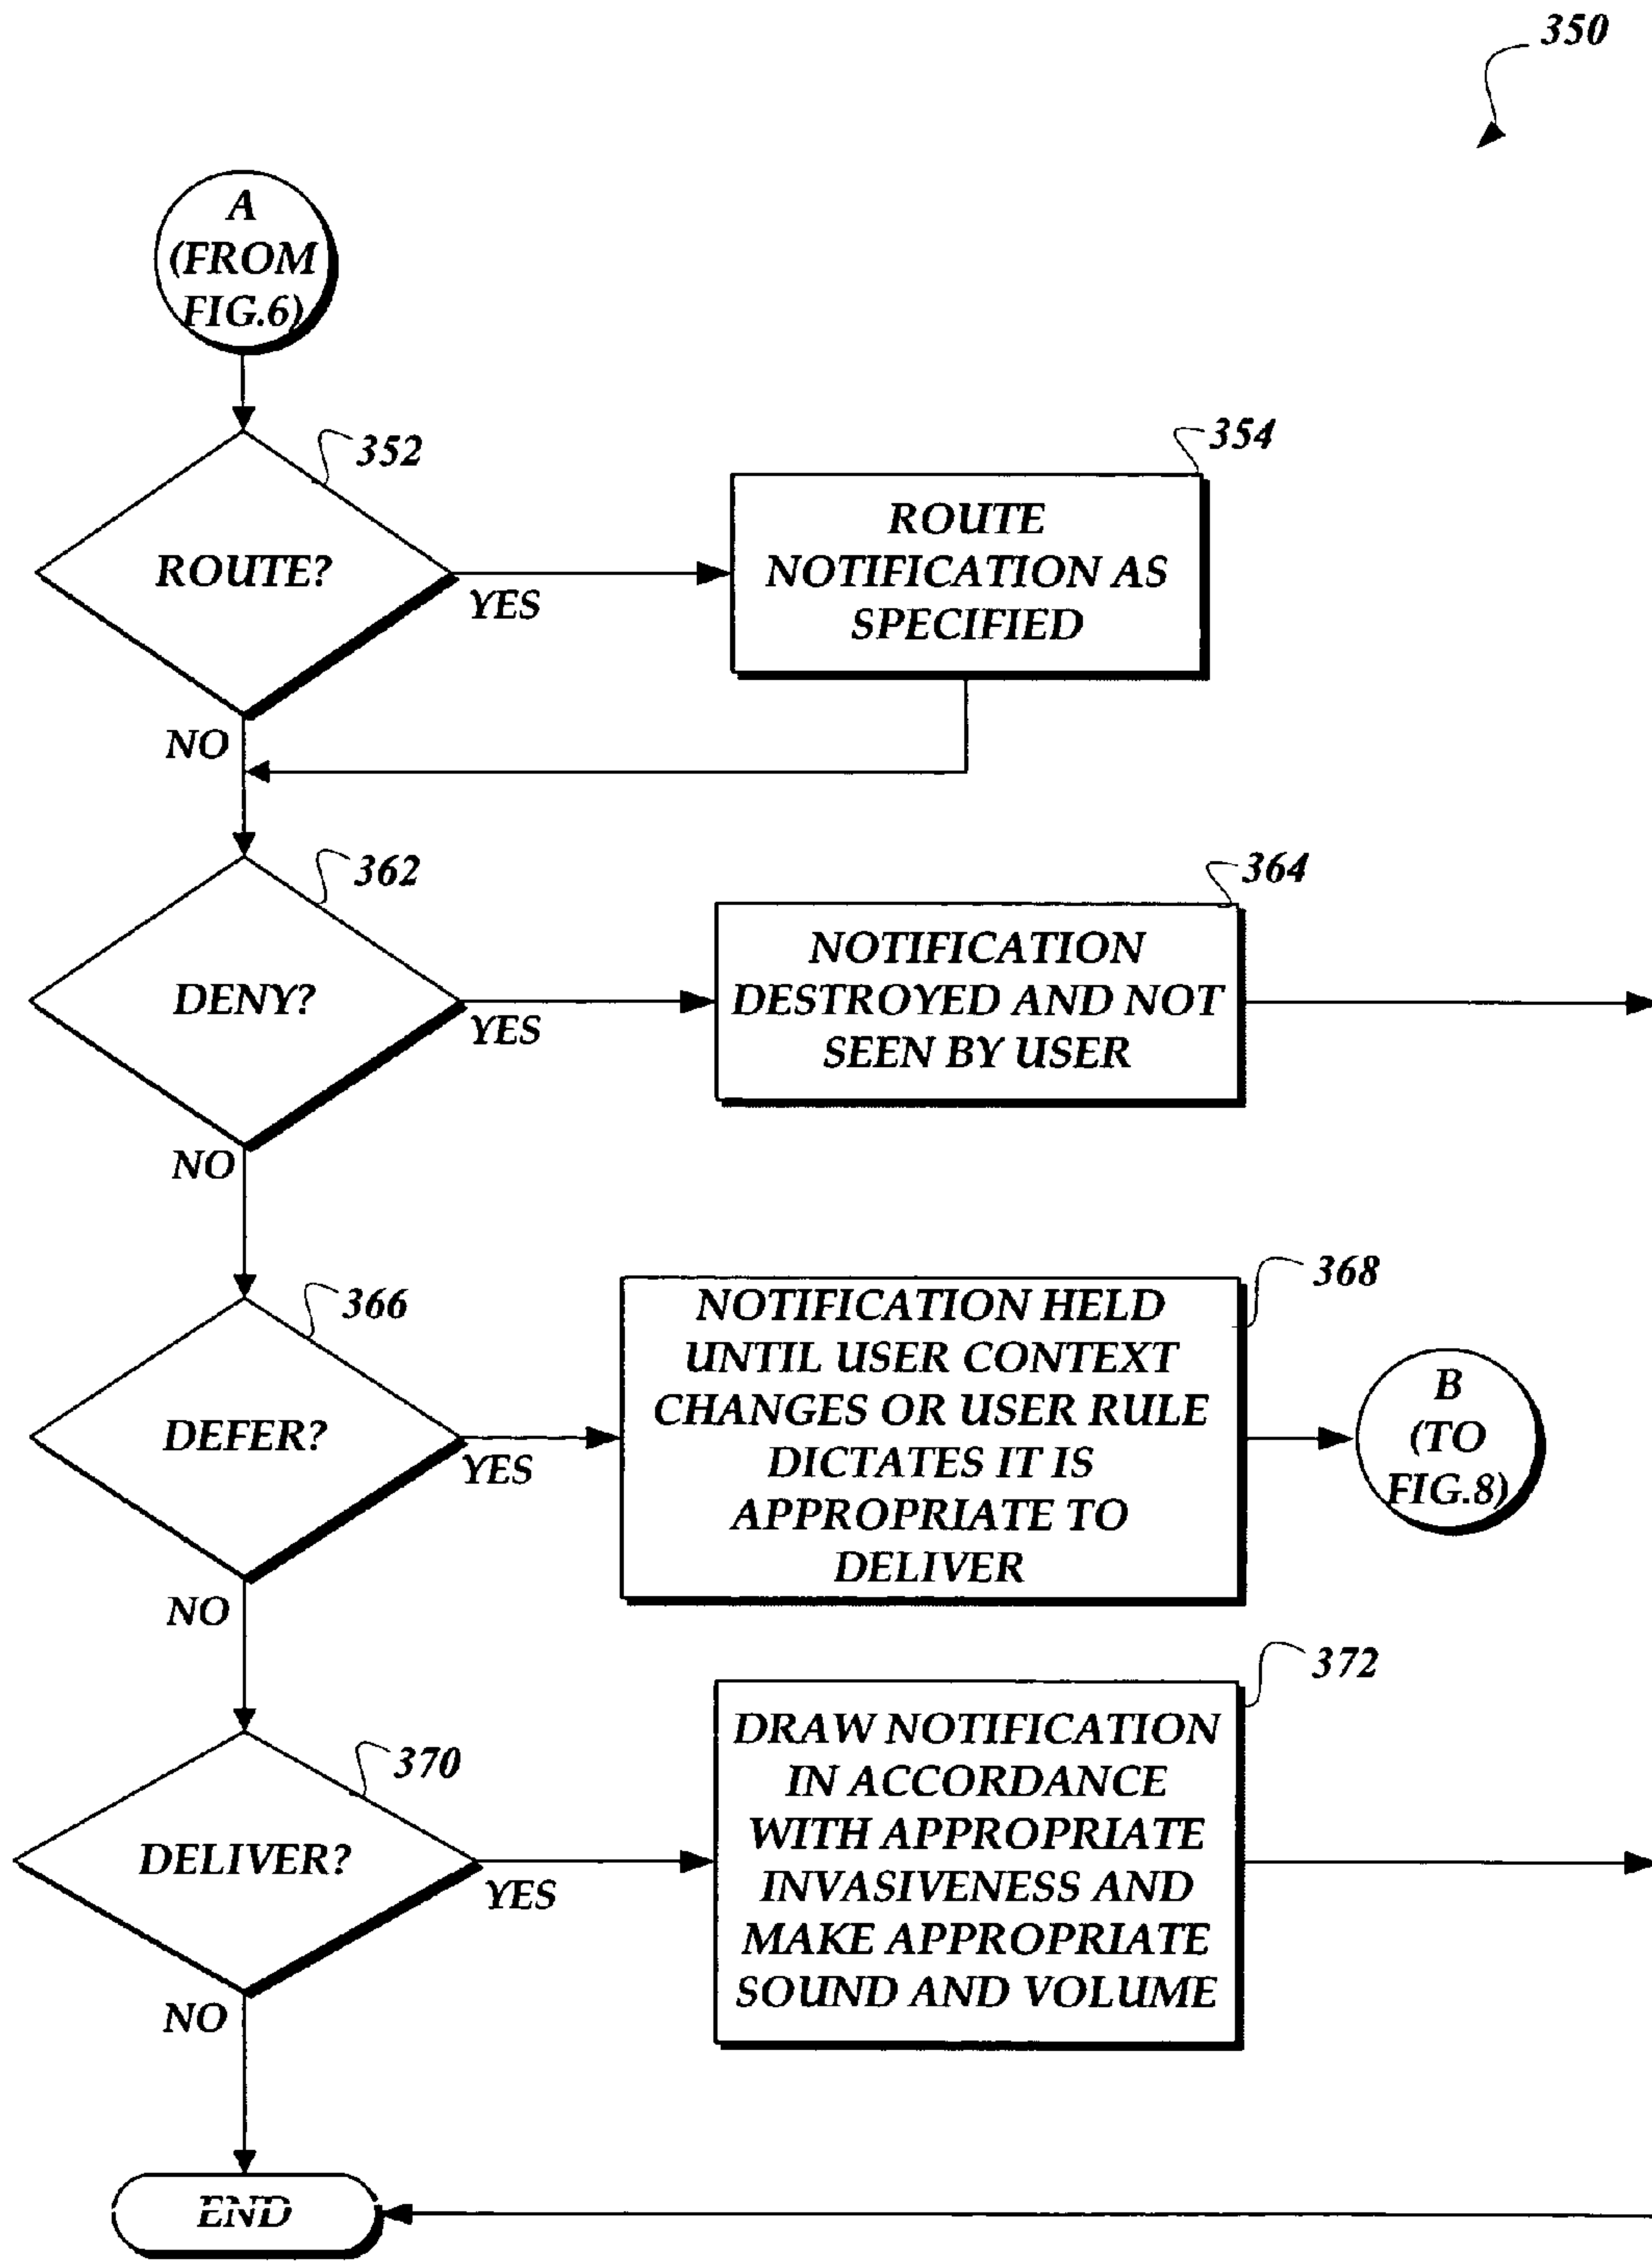 350
A
(FROM
FIG.6)
352
ROUTE?
YES
NO
354
ROUTE
NOTIFICATION AS
SPECIFIED
362
DENY?
YES
NO
364
NOTIFICATION
DESTROYED AND NOT
SEEN BY USER
366
DEFER?
YES
NO
368
NOTIFICATION HELD
UNTIL USER CONTEXT
CHANGES OR USER RULE
DICTATES IT IS
APPROPRIATE TO
DELIVER
B
(TO
FIG.8)
370
DELIVER?
YES
NO
372
DRAW NOTIFICATION
IN ACCORDANCE
WITH APPROPRIATE
INVASIVENESS AND
MAKE APPROPRIATE
SOUND AND VOLUME
END